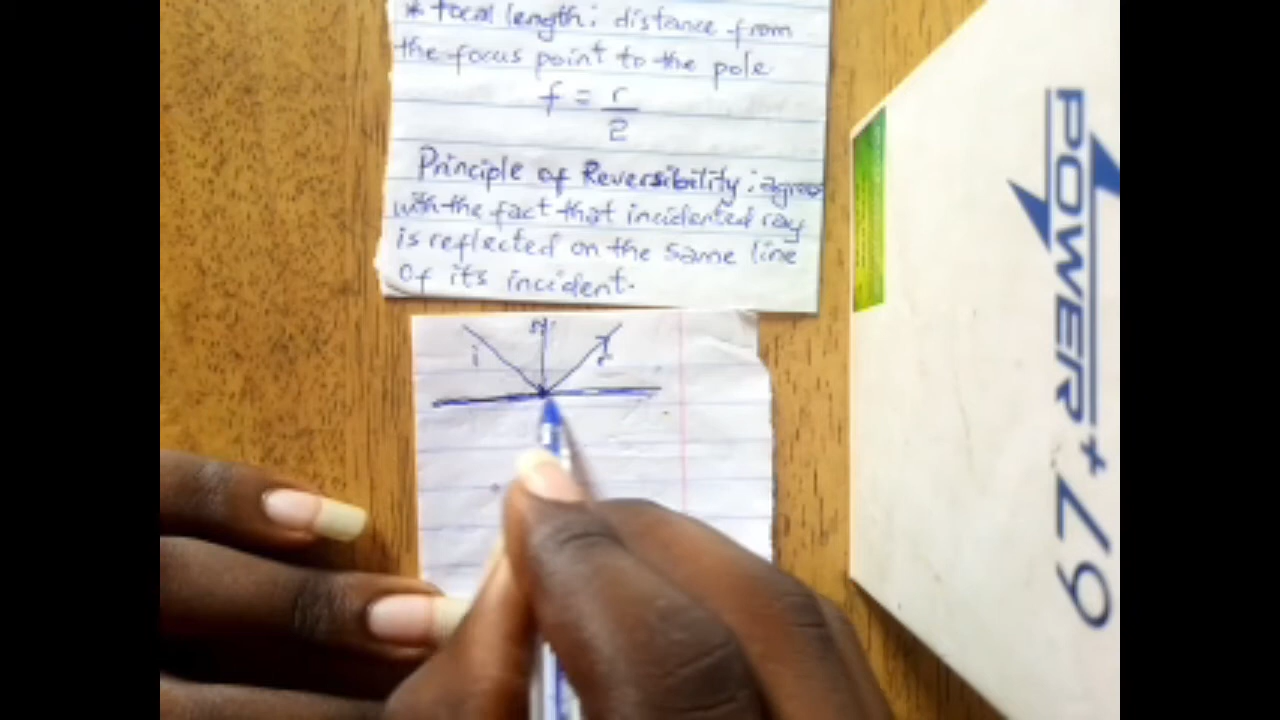 * focal length: distance from
the focus point to the pole
f = r
2
Principle of Reversibility: agrees
with the fact that incidented ray
is reflected on the same line
of its incident.
i
r
POWER+
L9